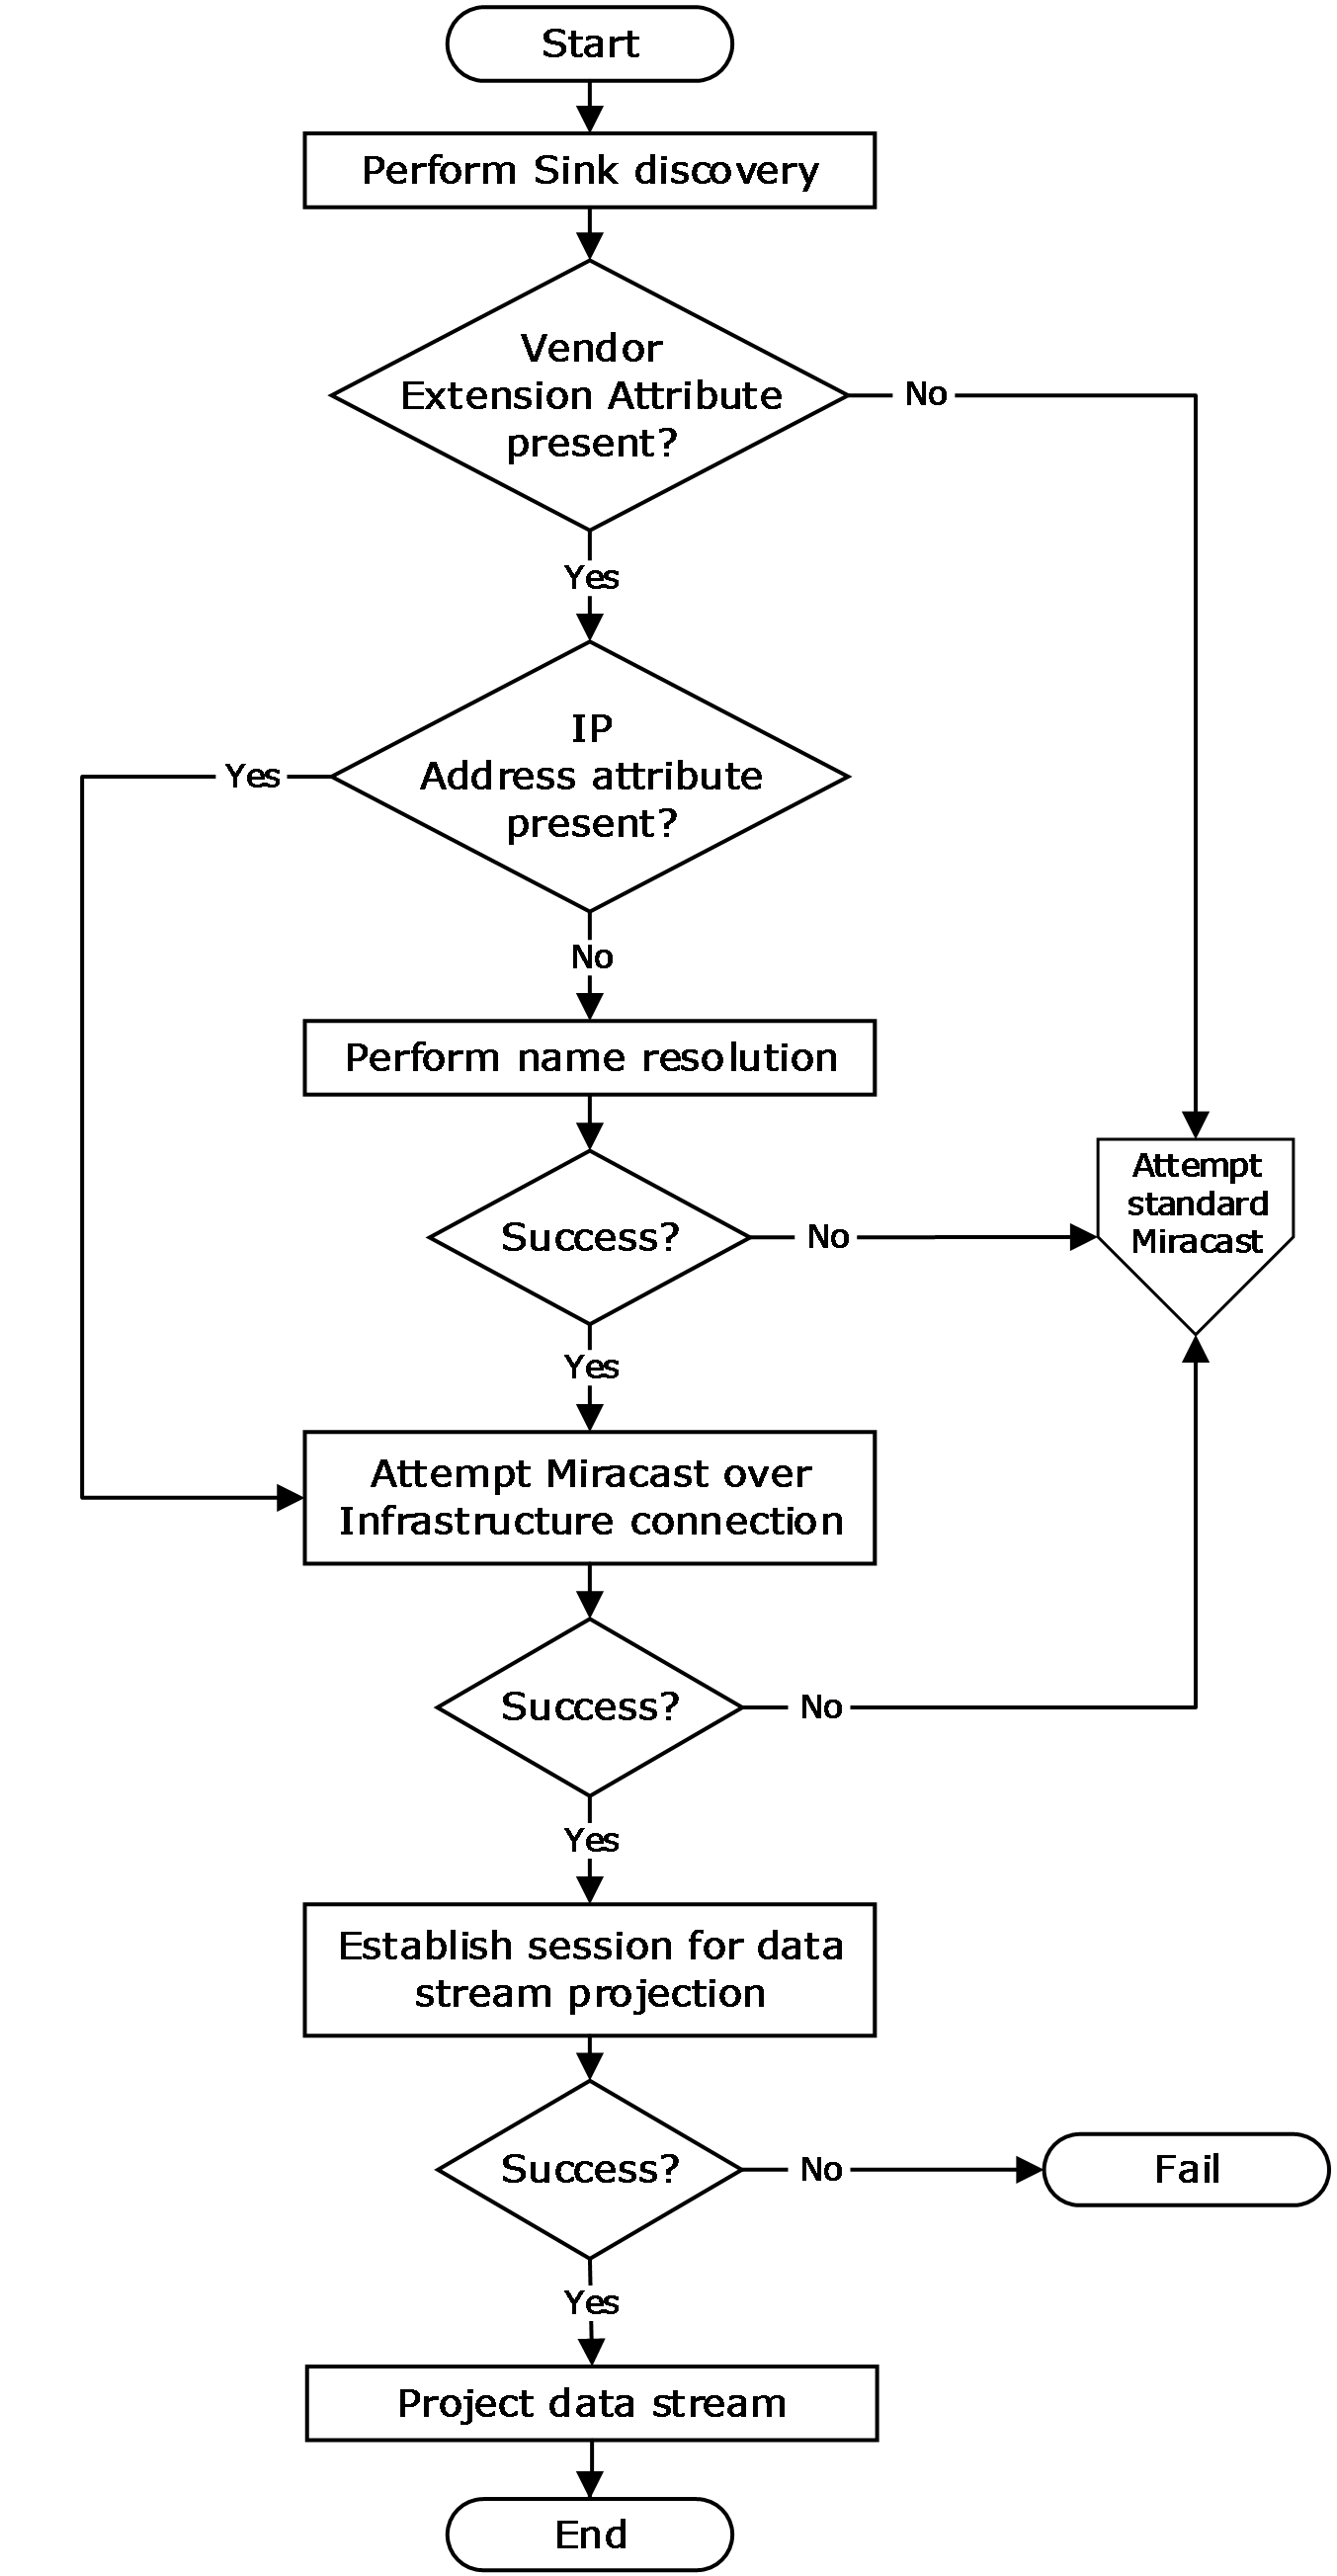 Start
Perform Sink discovery
Vendor
Extension Attribute
present?
No
Yes
IP
Address attribute
present?
Yes
No
Perform name resolution
Attempt
standard
Miracast
Success?
No
Yes
Attempt Miracast over
Infrastructure connection
Success?
No
Yes
Establish session for data
stream projection
Success?
No
Fail
Yes
Project data stream
End